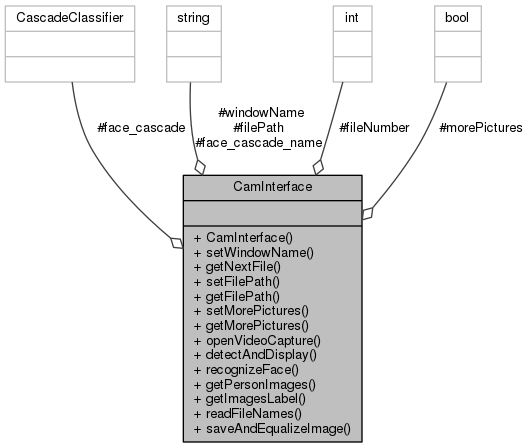 CascadeClassifier
string
int
bool
#face_cascade
#windowName
#filePath
#face_cascade_name
#fileNumber
#morePictures
CamInterface
+ CamInterface()
+ setWindowName()
+ getNextFile()
+ setFilePath()
+ getFilePath()
+ setMorePictures()
+ getMorePictures()
+ openVideoCapture()
+ detectAndDisplay()
+ recognizeFace()
+ getPersonImages()
+ getImagesLabel()
+ readFileNames()
+ saveAndEqualizeImage()